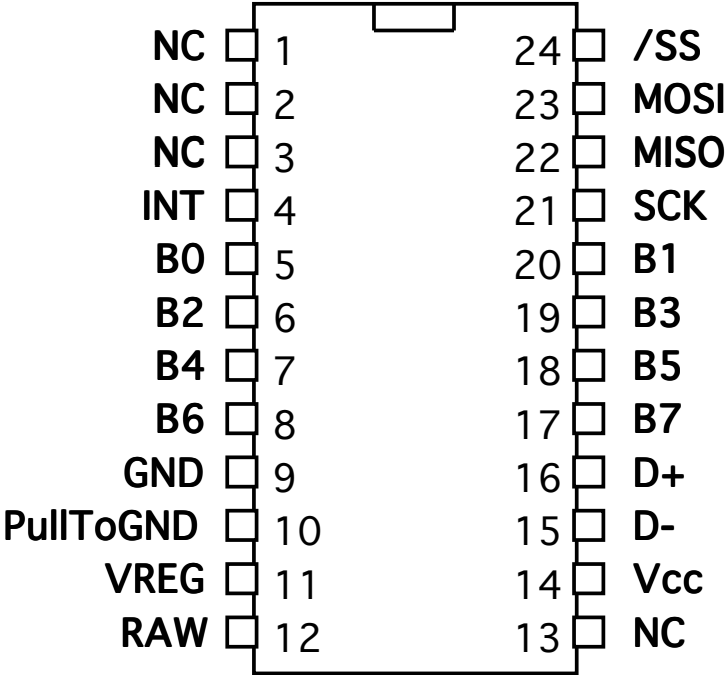 NC 1 24 /SS
NC 2 23 MOSI
NC 3 22 MISO
INT 4 21 SCK
B0 5 20 B1
B2 6 19 B3
B4 7 18 B5
B6 8 17 B7
GND 9 16 D+
PullToGND 10 15 D-
VREG 11 14 Vcc
RAW 12 13 NC